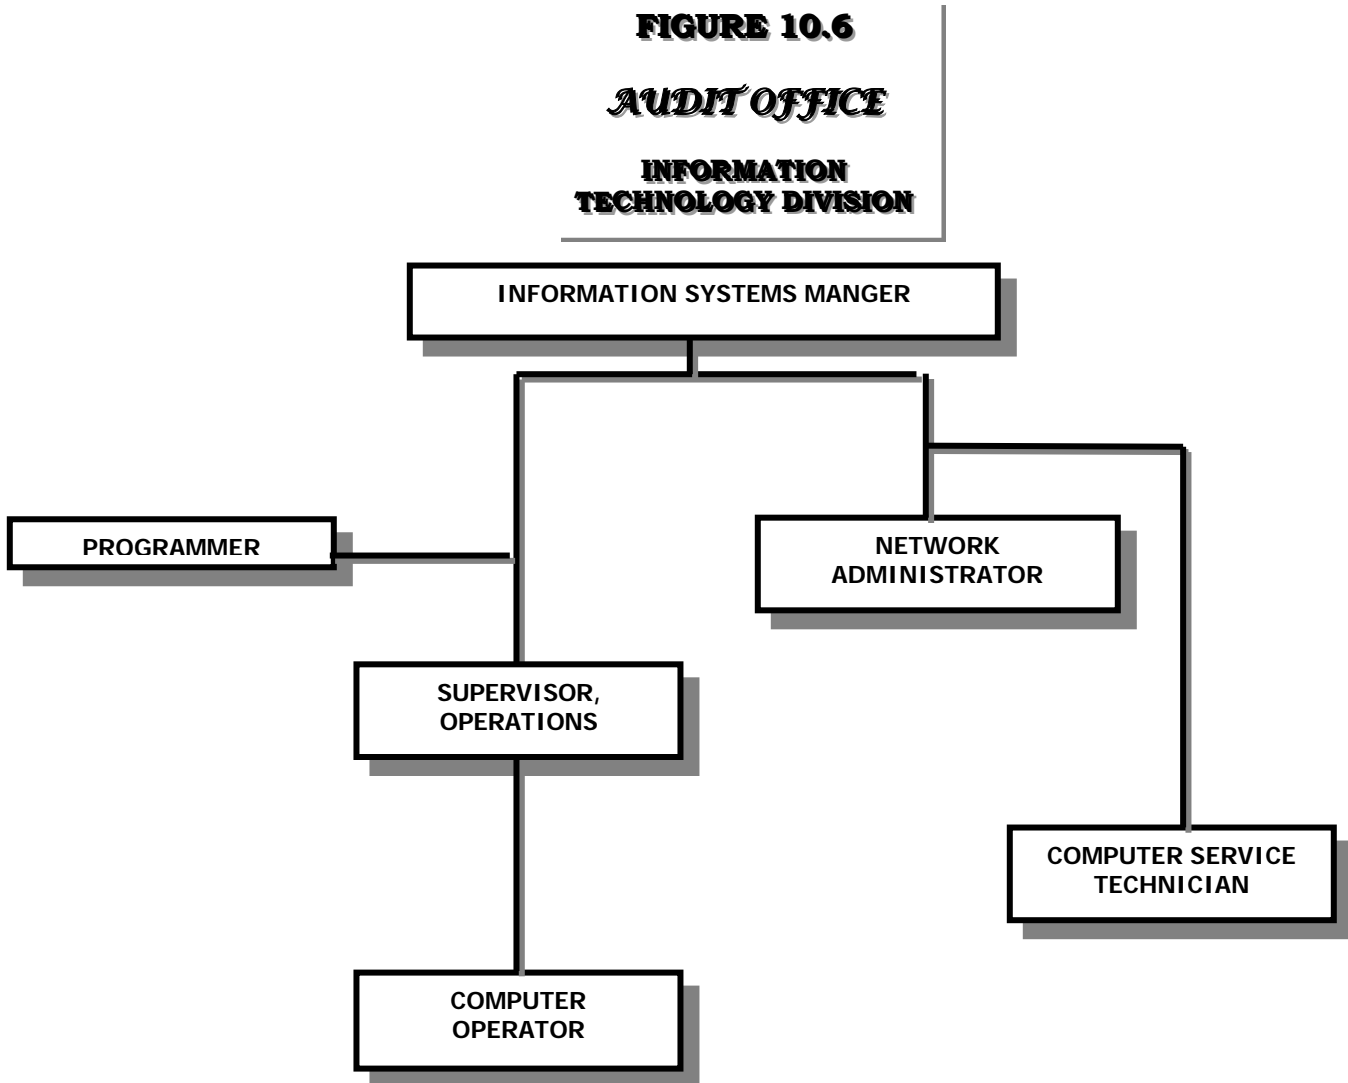 FIGURE 10.6
AUDIT OFFICE
INFORMATION
TECHNOLOGY DIVISION
INFORMATION SYSTEMS MANGER
PROGRAMMER
NETWORK
ADMINISTRATOR
SUPERVISOR,
OPERATIONS
COMPUTER SERVICE
TECHNICIAN
COMPUTER
OPERATOR